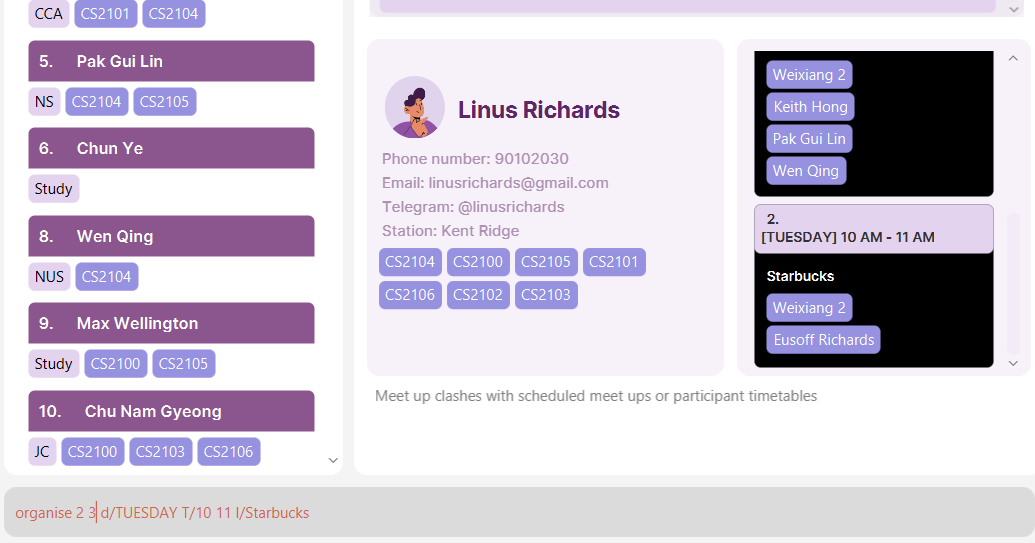 CCA CS2101 CS2104
5. Pak Gui Lin
NS CS2104 CS2105
6. Chun Ye
Study
8. Wen Qing
NUS CS2104
9. Max Wellington
Study CS2100 CS2105
10. Chu Nam Gyeong
JC CS2100 CS2103 CS2106
Linus Richards
Phone number: 90102030
Email: linusrichards@gmail.com
Telegram: @linusrichards
Station: Kent Ridge
CS2104 CS2100 CS2105 CS2101
CS2106 CS2102 CS2103
Weixiang 2
Keith Hong
Pak Gui Lin
Wen Qing
2.
[TUESDAY] 10 AM - 11 AM
Starbucks
Weixiang 2
Eusoff Richards
Meet up clashes with scheduled meet ups or participant timetables
organise 2 3 d/TUESDAY T/10 11 l/Starbucks